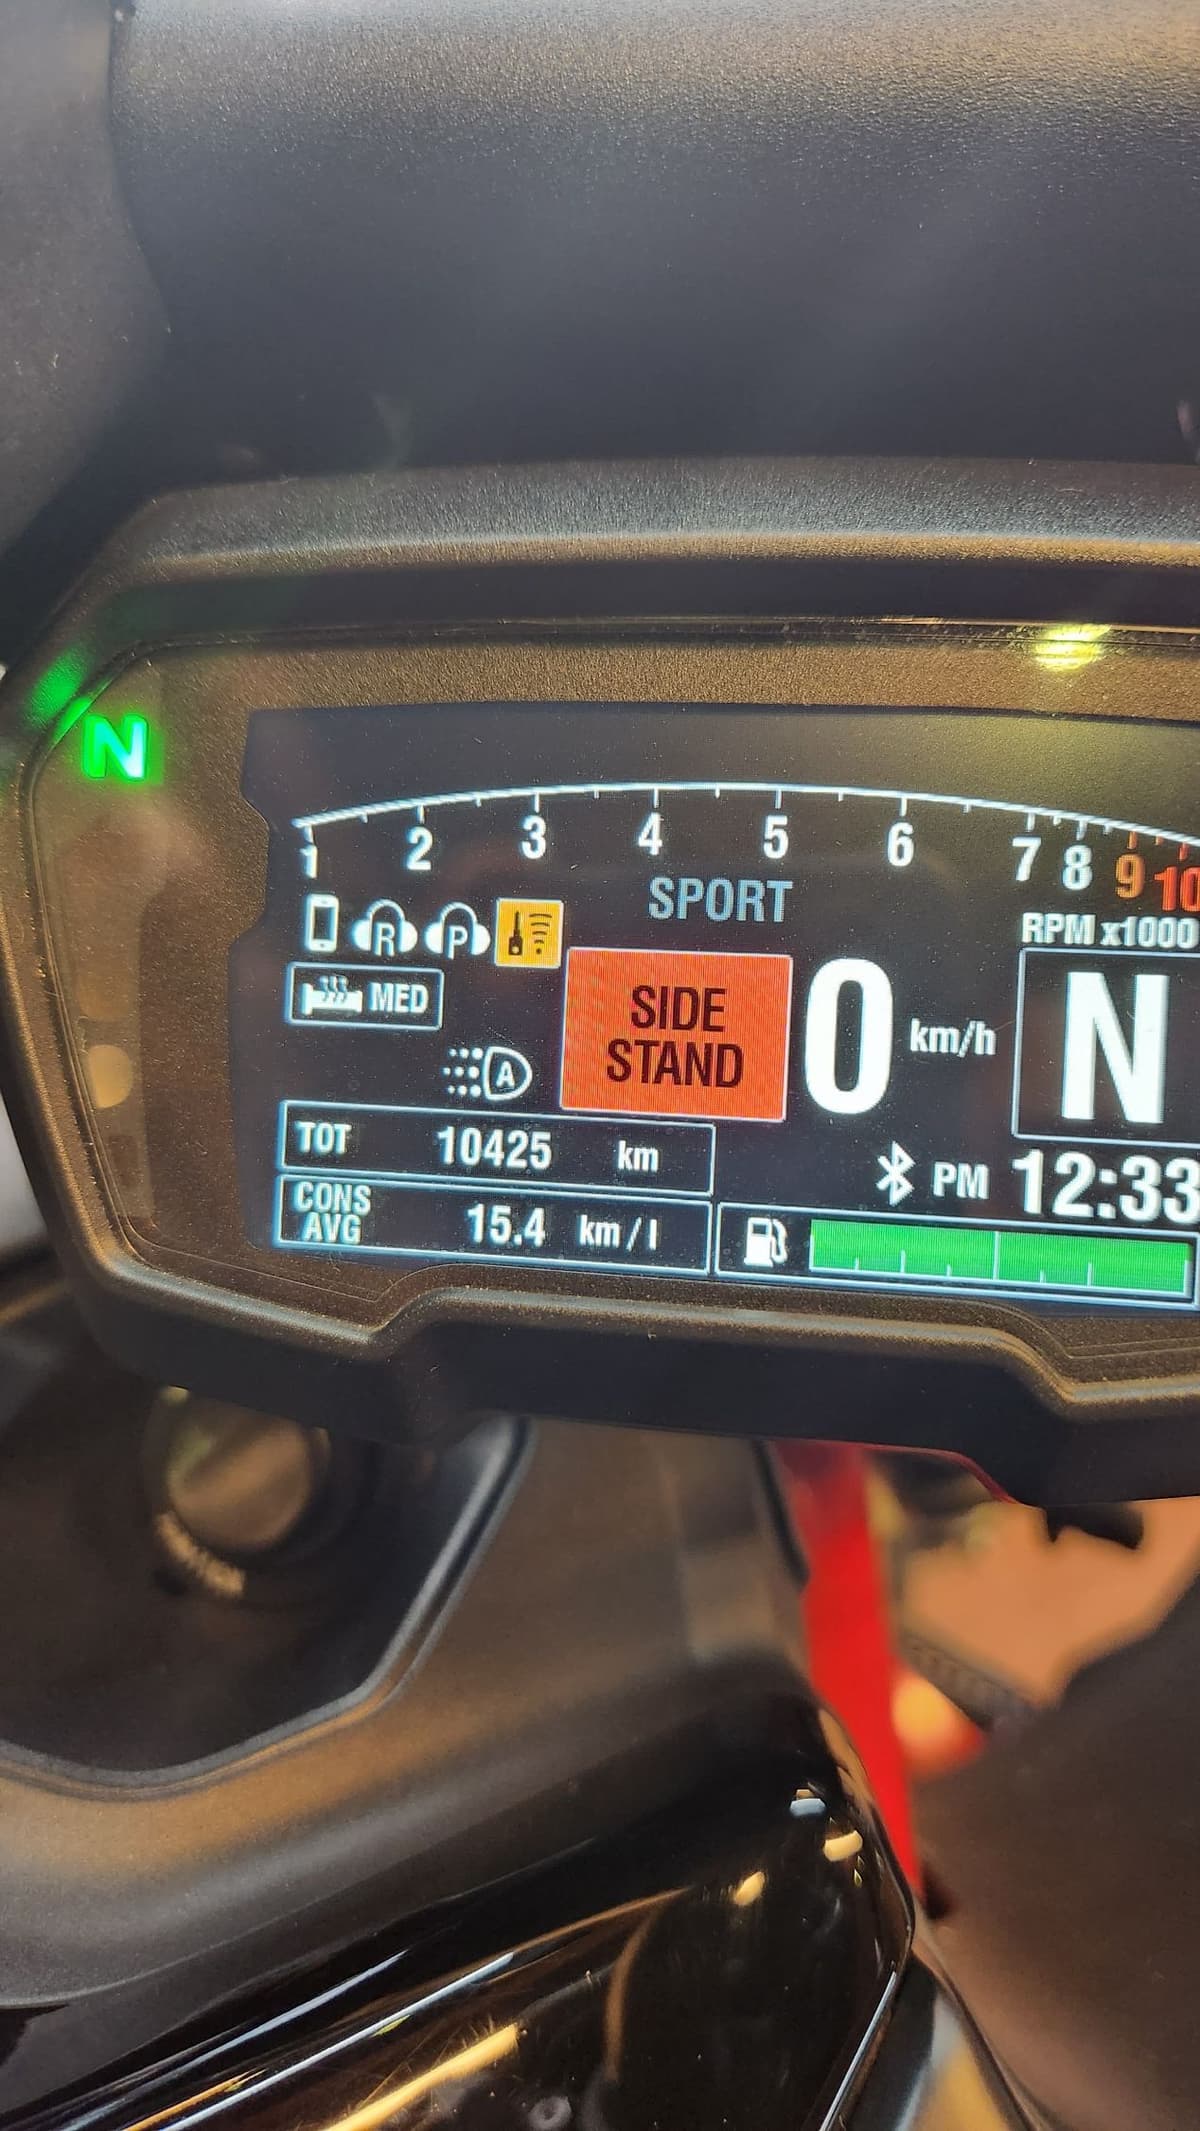 N
1 2 3 4 5 6 7 8 9 10
SPORT
RPM x1000
R P
MED
SIDE
STAND
0 km/h
N
A
TOT 10425 km
PM 12:33
CONS
AVG 15.4 km/l